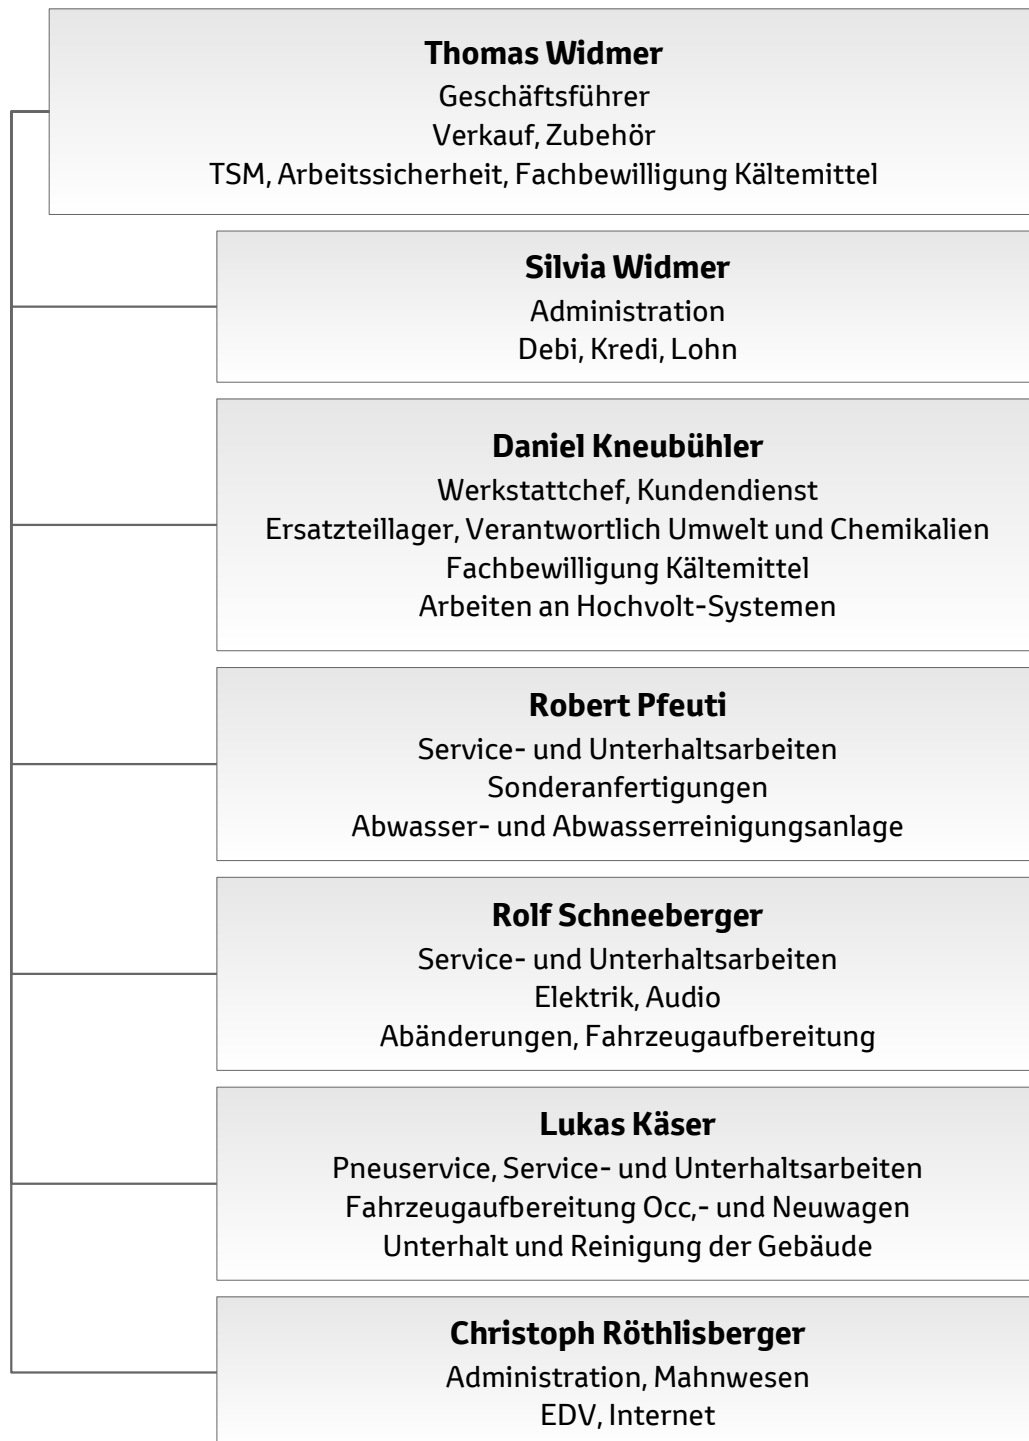 Thomas Widmer
Geschäftsführer
Verkauf, Zubehör
TSM, Arbeitssicherheit, Fachbewilligung Kältemittel
Silvia Widmer
Administration
Debi, Kredi, Lohn
Daniel Kneubühler
Werkstattchef, Kundendienst
Ersatzteillager, Verantwortlich Umwelt und Chemikalien
Fachbewilligung Kältemittel
Arbeiten an Hochvolt-Systemen
Robert Pfeuti
Service- und Unterhaltsarbeiten
Sonderanfertigungen
Abwasser- und Abwasserreinigungsanlage
Rolf Schneeberger
Service- und Unterhaltsarbeiten
Elektrik, Audio
Abänderungen, Fahrzeugaufbereitung
Lukas Käser
Pneuservice, Service- und Unterhaltsarbeiten
Fahrzeugaufbereitung Occ,- und Neuwagen
Unterhalt und Reinigung der Gebäude
Christoph Röthlisberger
Administration, Mahnwesen
EDV, Internet